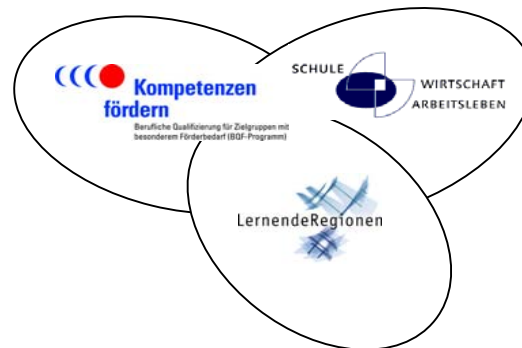 Kompetenzen
fördern
Berufliche Qualifizierung für Zielgruppen mit
besonderem Förderbedarf (BQF-Programm)
SCHULE
WIRTSCHAFT
ARBEITSLEBEN
LernendeRegionen